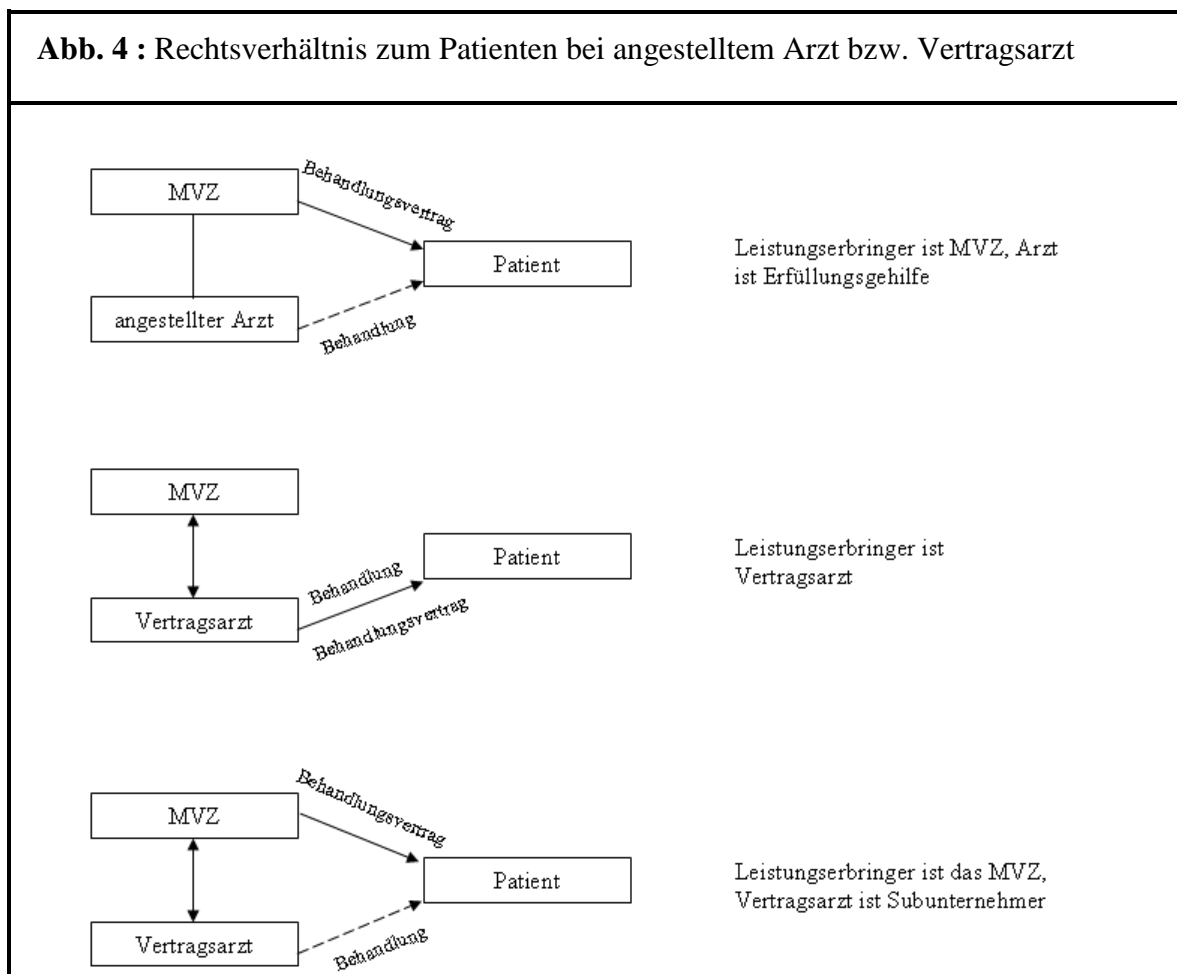 Abb. 4 : Rechtsverhältnis zum Patienten bei angestelltem Arzt bzw. Vertragsarzt
MVZ
Behandlungsvertrag
Patient
angestellter Arzt
Behandlung
Leistungserbringer ist MVZ, Arzt
ist Erfüllungsgehilfe
MVZ
Patient
Vertragsarzt
Behandlung
Behandlungsvertrag
Leistungserbringer ist
Vertragsarzt
MVZ
Behandlungsvertrag
Patient
Vertragsarzt
Behandlung
Leistungserbringer ist das MVZ,
Vertragsarzt ist Subunternehmer